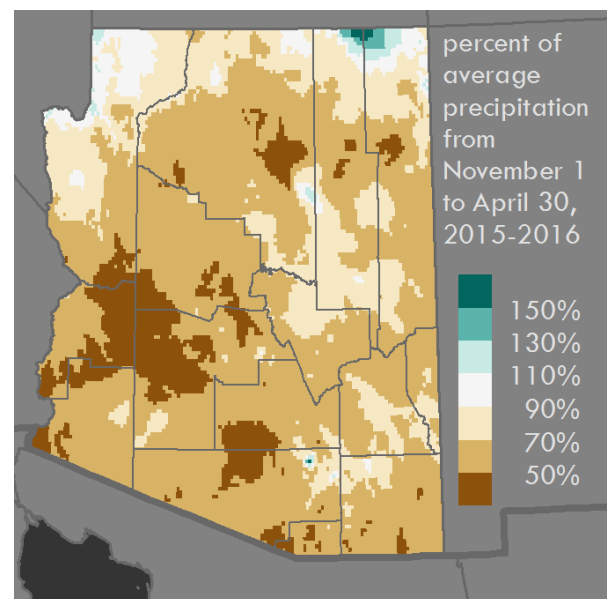 percent of
average
precipitation
from
November 1
to April 30,
2015-2016
150%
130%
110%
90%
70%
50%